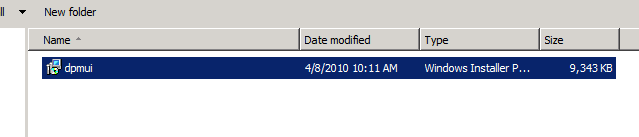 ll New folder
Name Date modified Type Size
dpmui 4/8/2010 10:11 AM Windows Installer P... 9,343 KB